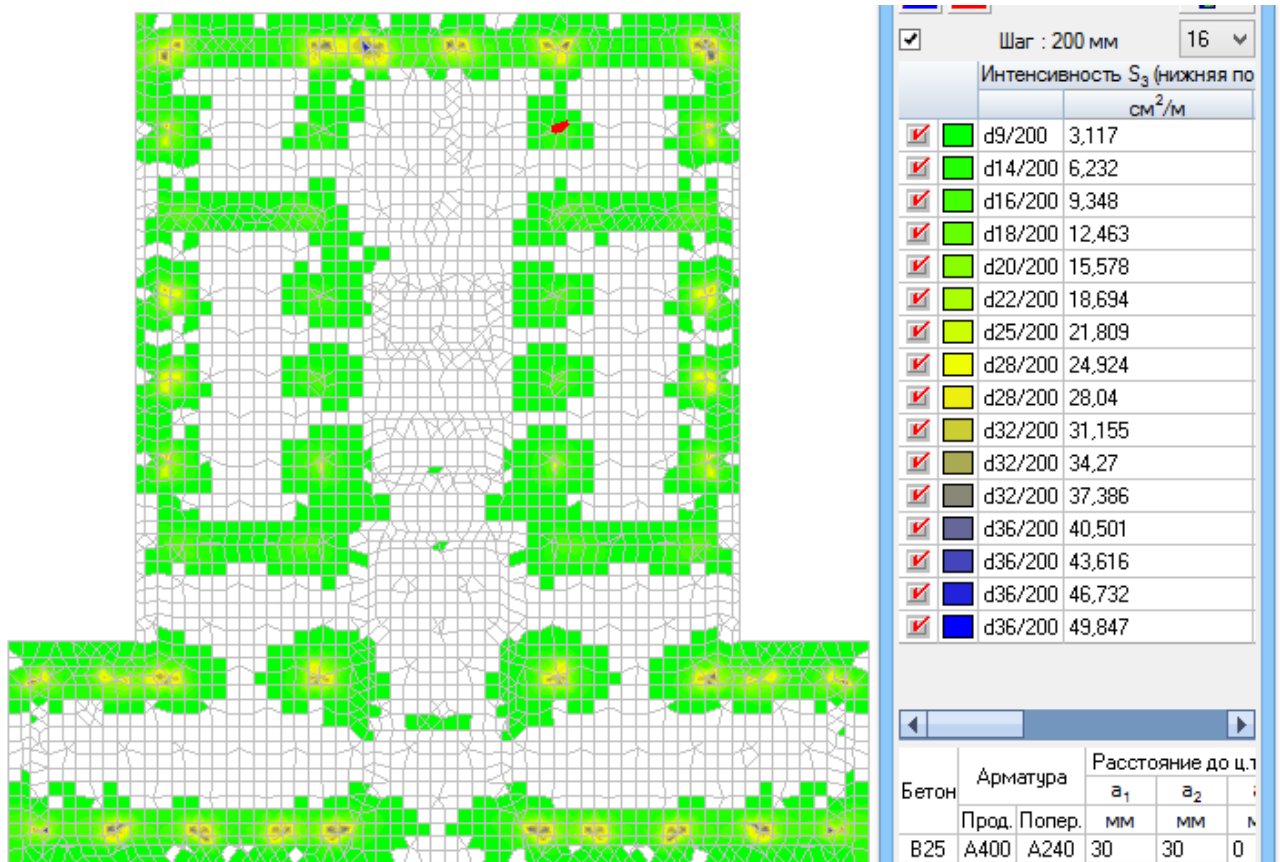 Шаг : 200 мм 16
Интенсивность S3 (нижняя по
см2/м
d9/200 3,117
d14/200 6,232
d16/200 9,348
d18/200 12,463
d20/200 15,578
d22/200 18,694
d25/200 21,809
d28/200 24,924
d28/200 28,04
d32/200 31,155
d32/200 34,27
d32/200 37,386
d36/200 40,501
d36/200 43,616
d36/200 46,732
d36/200 49,847
Бетон Арматура Расстояние до ц.т
a1 a2
Прод. Попер. мм мм
B25 A400 A240 30 30 0